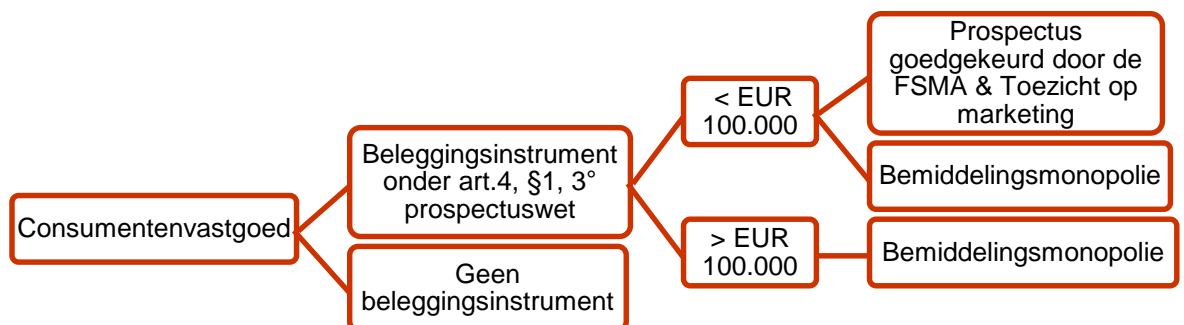 Consumentenvastgoed
Beleggingsinstrument
onder art.4, §1, 3°
prospectuswet
Geen
beleggingsinstrument
< EUR
100.000
> EUR
100.000
Prospectus
goedgekeurd door de
FSMA & Toezicht op
marketing
Bemiddelingsmonopolie
Bemiddelingsmonopolie